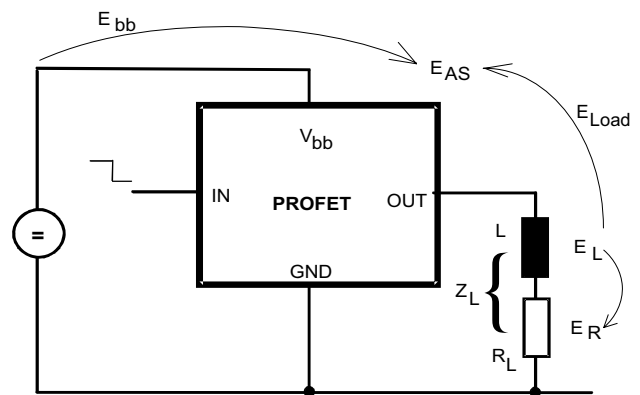 E bb
E AS
E Load
V bb
IN
PROFET
OUT
=
GND
L
E L
Z L
{
R L
E R